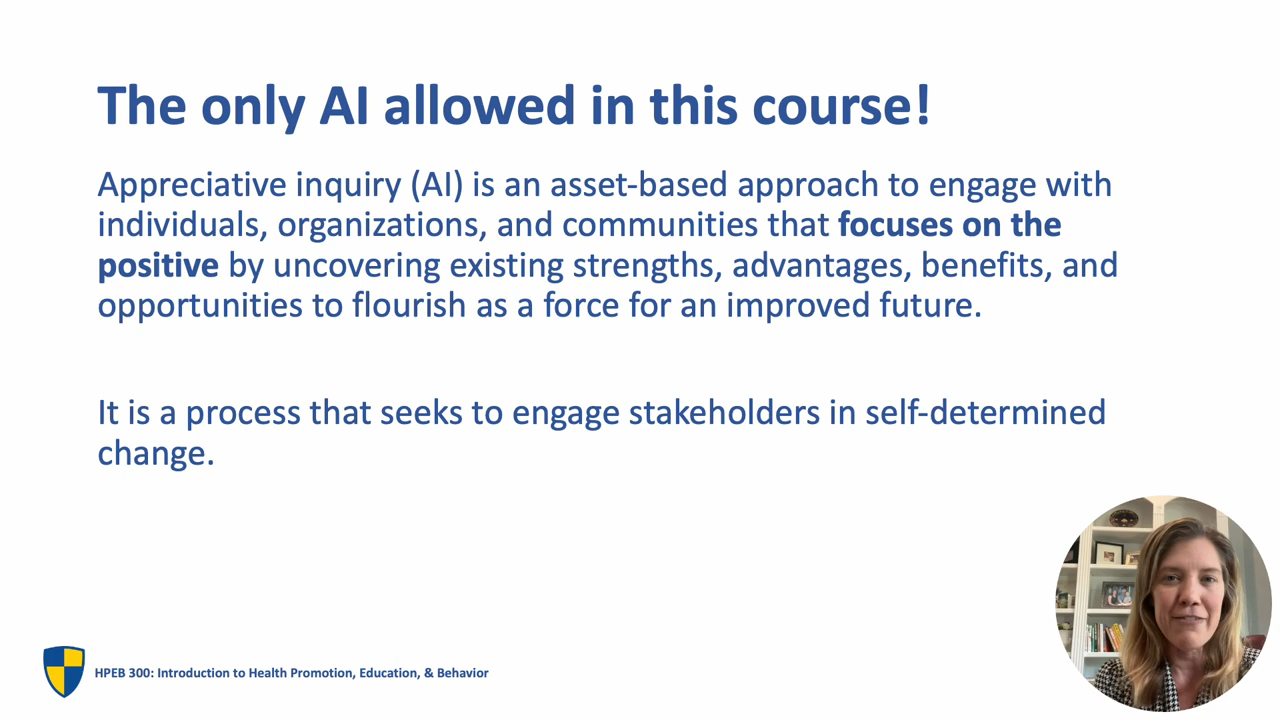 The only AI allowed in this course!
Appreciative inquiry (AI) is an asset-based approach to engage with
individuals, organizations, and communities that focuses on the
positive by uncovering existing strengths, advantages, benefits, and
opportunities to flourish as a force for an improved future.
It is a process that seeks to engage stakeholders in self-determined
change.
HPEB 300: Introduction to Health Promotion, Education, & Behavior